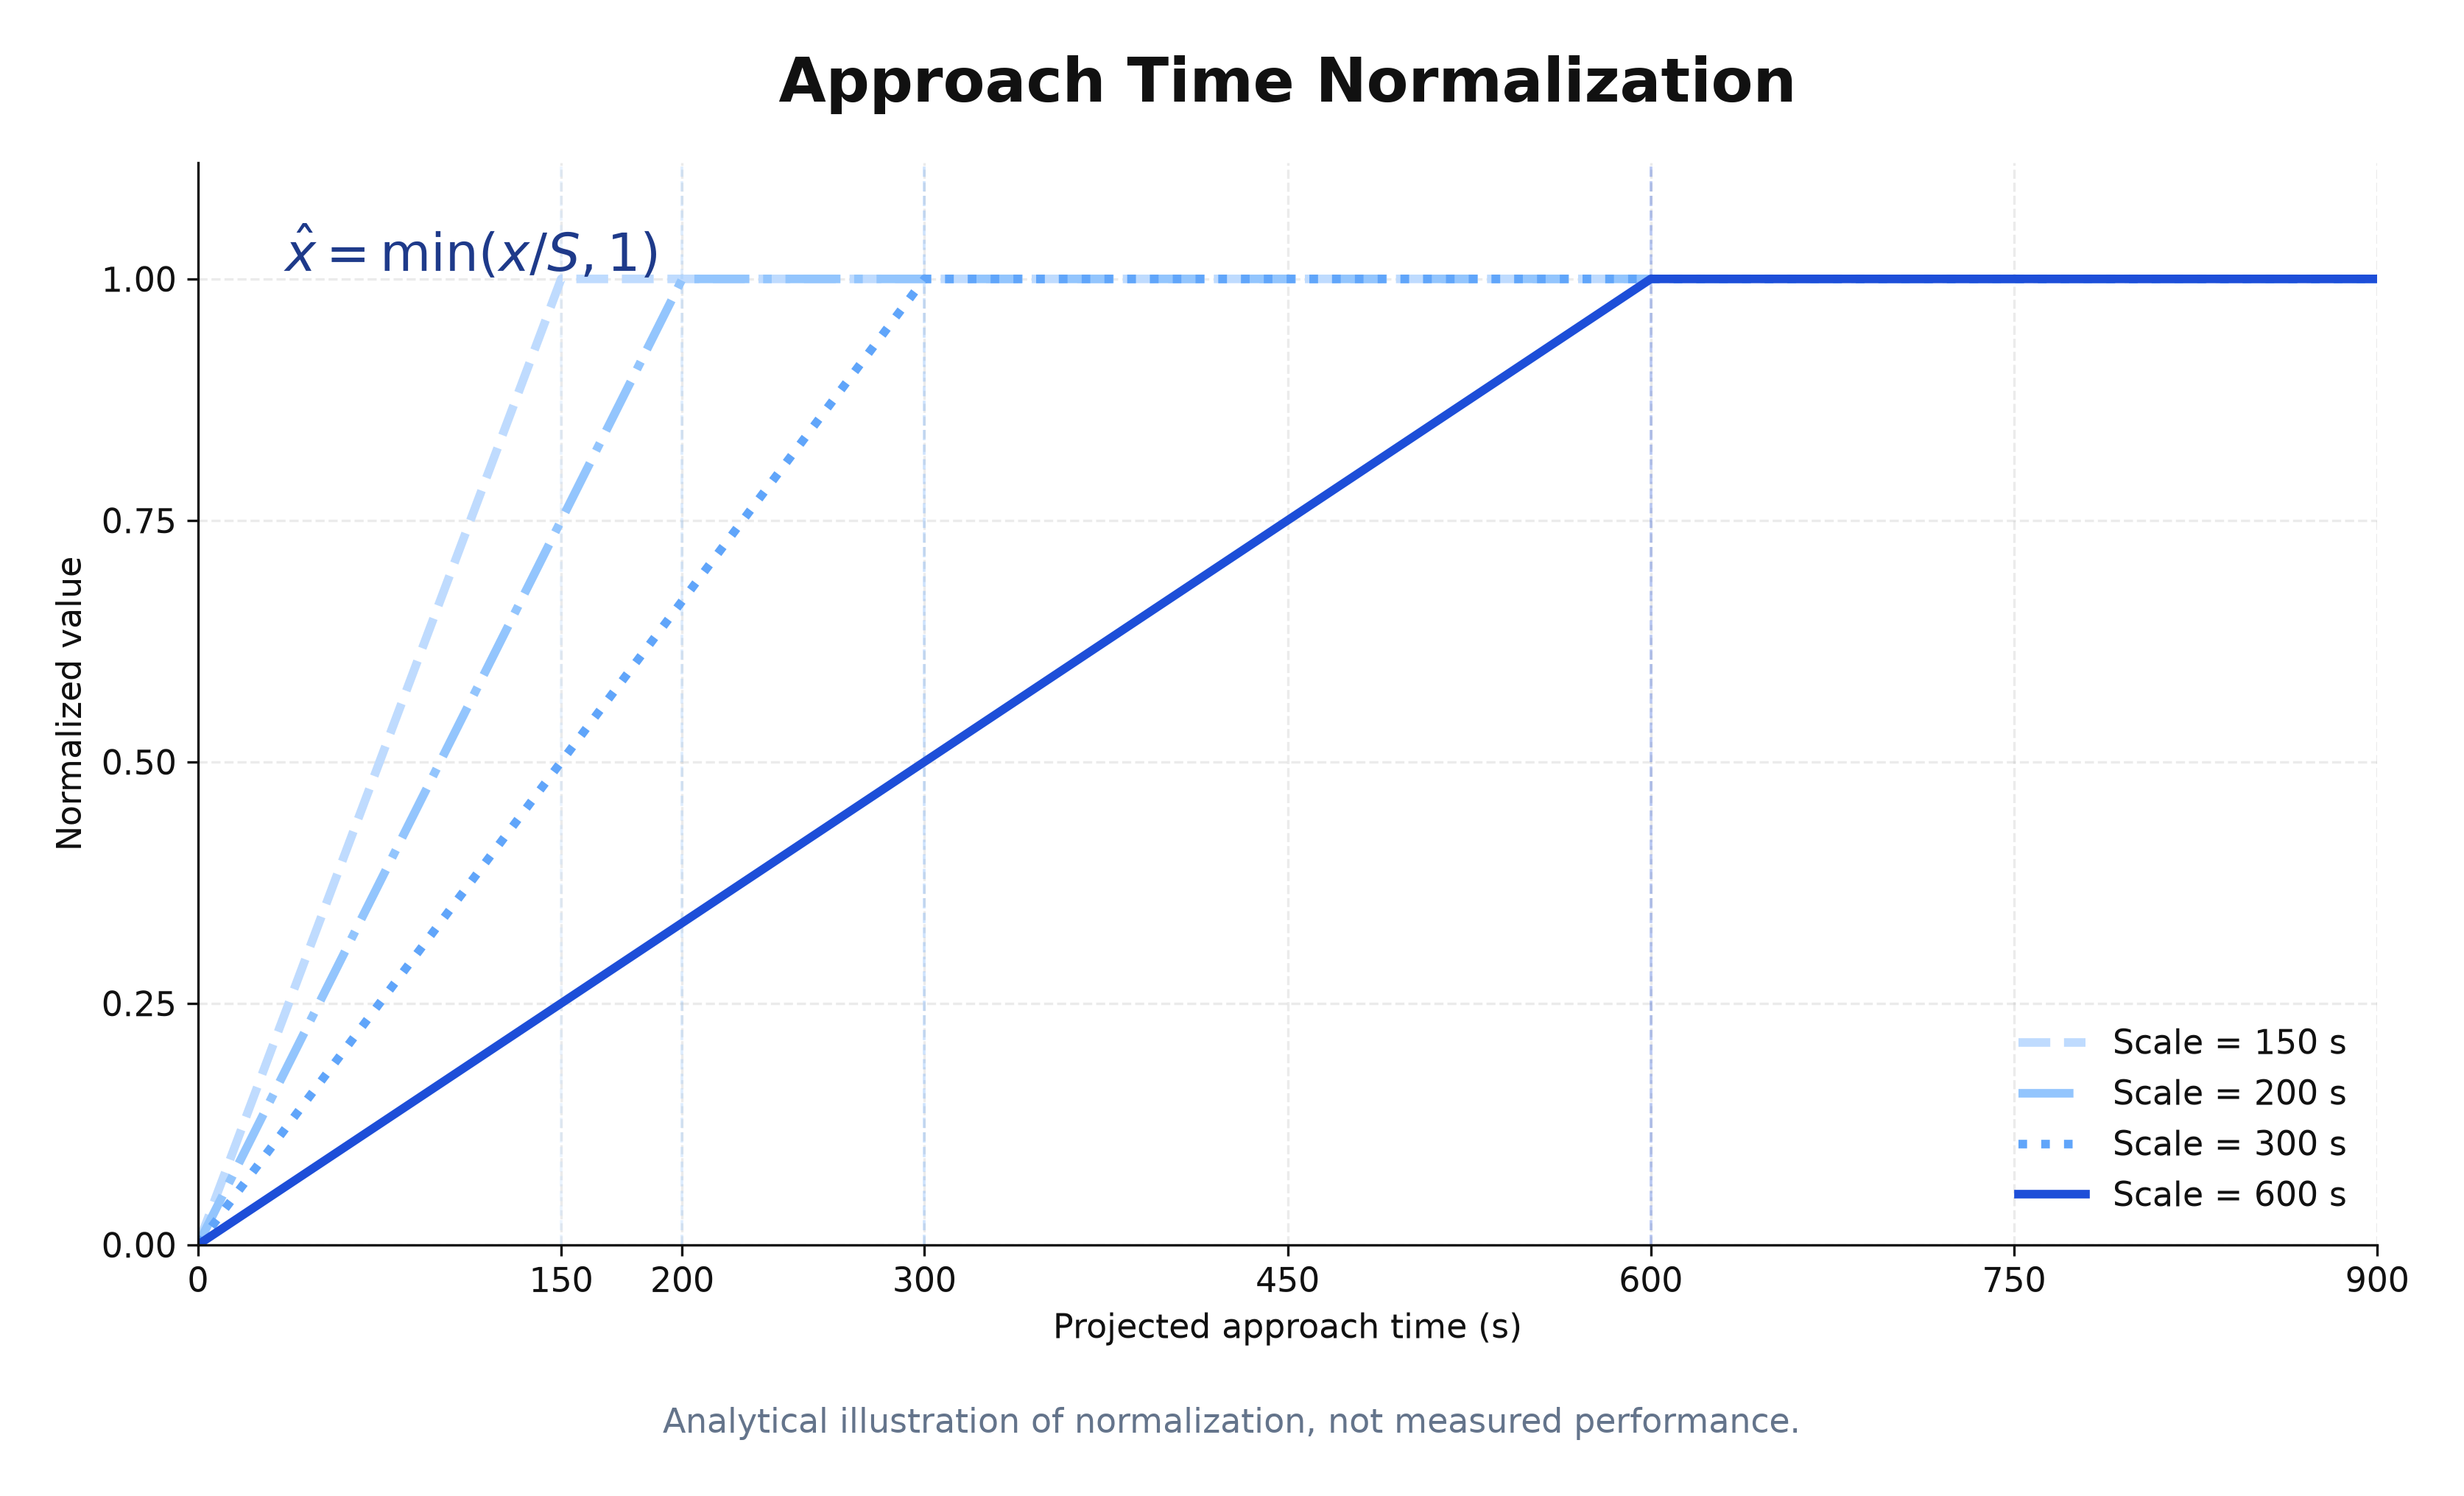 Approach Time Normalization
x̂ = min(x/S, 1)
1.00
0.75
0.50
0.25
0.00
Normalized value
0 150 200 300 450 600 750 900
Projected approach time (s)
Scale = 150 s
Scale = 200 s
Scale = 300 s
Scale = 600 s
Analytical illustration of normalization, not measured performance.